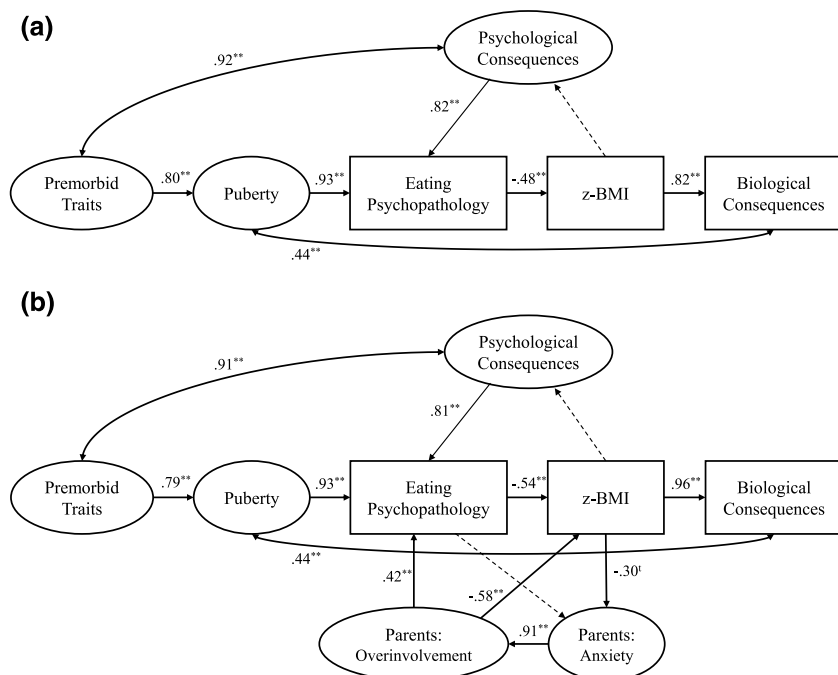 (a)
Psychological
Consequences
.92**
.82**
Premorbid
Traits
.80**
Puberty
.93**
Eating
Psychopathology
-.48**
z-BMI
.82**
Biological
Consequences
.44**
(b)
Psychological
Consequences
.91**
.81**
Premorbid
Traits
.79**
Puberty
.93**
Eating
Psychopathology
-.54**
z-BMI
.96**
Biological
Consequences
.44**
.42**
-.58**
-.30ᵗ
Parents:
Overinvolvement
.91**
Parents:
Anxiety